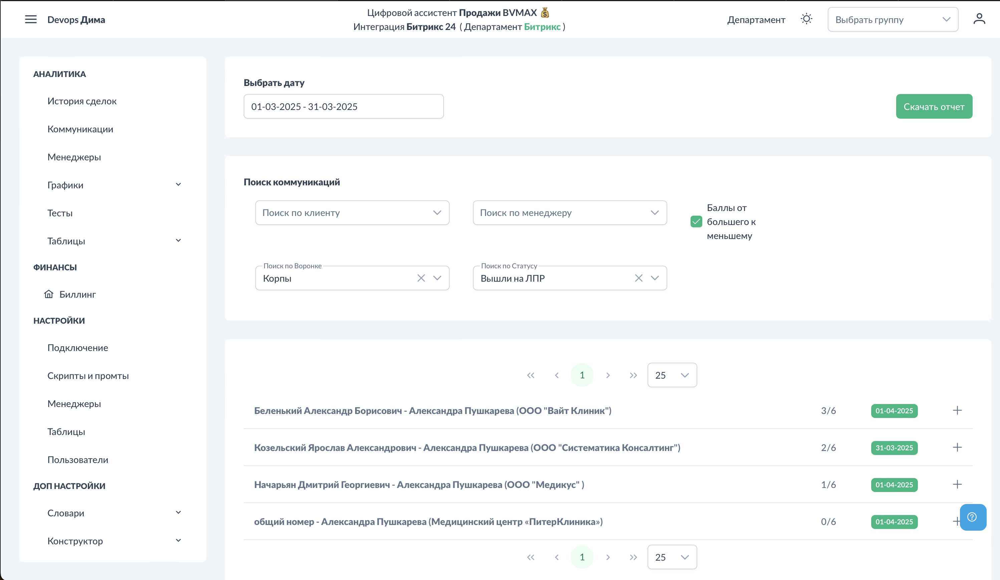 Devops Дима
Цифровой ассистент Продажи BVMAX 💰
Интеграция Битрикс 24 ( Департамент Битрикс )
Департамент
Выбрать группу
АНАЛИТИКА
История сделок
Коммуникации
Менеджеры
Графики
Тесты
Таблицы
ФИНАНСЫ
Биллинг
НАСТРОЙКИ
Подключение
Скрипты и промты
Менеджеры
Таблицы
Пользователи
ДОП НАСТРОЙКИ
Словари
Конструктор
Выбрать дату
01-03-2025 - 31-03-2025
Скачать отчет
Поиск коммуникаций
Поиск по клиенту
Поиск по менеджеру
Баллы от
большего к
меньшему
Поиск по Воронке
Корпы
Поиск по Статусу
Вышли на ЛПР
1
25
Беленький Александр Борисович - Александра Пушкарева (ООО "Вайт Клиник") 3/6 01-04-2025
Козельский Ярослав Александрович - Александра Пушкарева (ООО "Систематика Консалтинг") 2/6 31-03-2025
Начарьян Дмитрий Георгиевич - Александра Пушкарева (ООО "Медикус" ) 1/6 01-04-2025
общий номер - Александра Пушкарева (Медицинский центр «ПитерКлиника») 0/6 01-04-2025
1
25